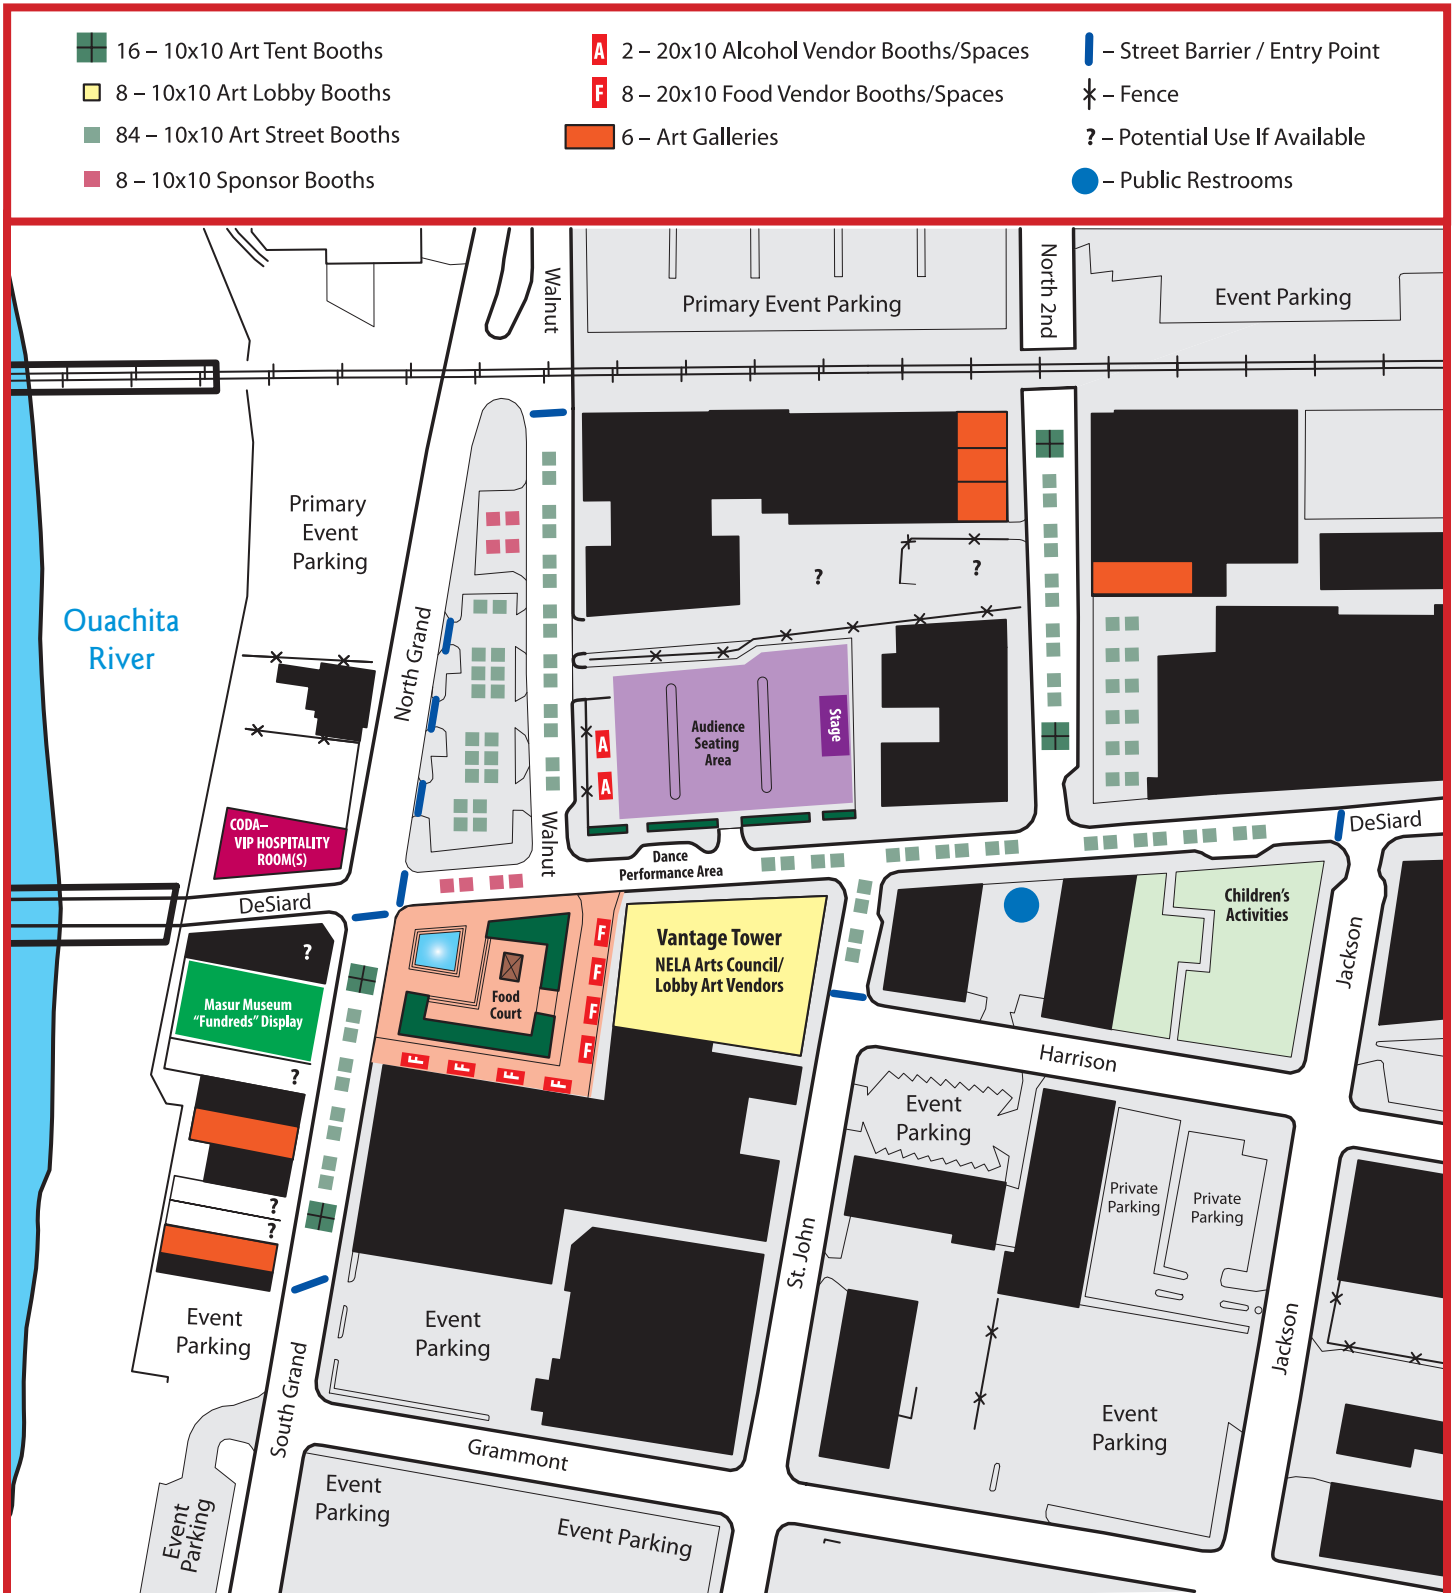 16 – 10x10 Art Tent Booths
8 – 10x10 Art Lobby Booths
84 – 10x10 Art Street Booths
8 – 10x10 Sponsor Booths
A 2 – 20x10 Alcohol Vendor Booths/Spaces
F 8 – 20x10 Food Vendor Booths/Spaces
6 – Art Galleries
– Street Barrier / Entry Point
– Fence
? – Potential Use If Available
– Public Restrooms
Walnut
Primary Event Parking
North 2nd
Event Parking
Primary
Event
Parking
Ouachita
River
North Grand
?
?
Audience
Seating
Area
Stage
A
A
CODA–
VIP HOSPITALITY
ROOM(S)
Walnut
DeSiard
Dance
Performance Area
DeSiard
Children's
Activities
Jackson
?
Masur Museum
"Fundreds" Display
?
Food
Court
F
F
F
F
F
F
F
F
Vantage Tower
NELA Arts Council/
Lobby Art Vendors
Harrison
Event
Parking
Private
Parking
Private
Parking
?
?
St. John
Event
Parking
Event
Parking
South Grand
Jackson
Event
Parking
Grammont
Event
Parking
Event Parking
Event
Parking